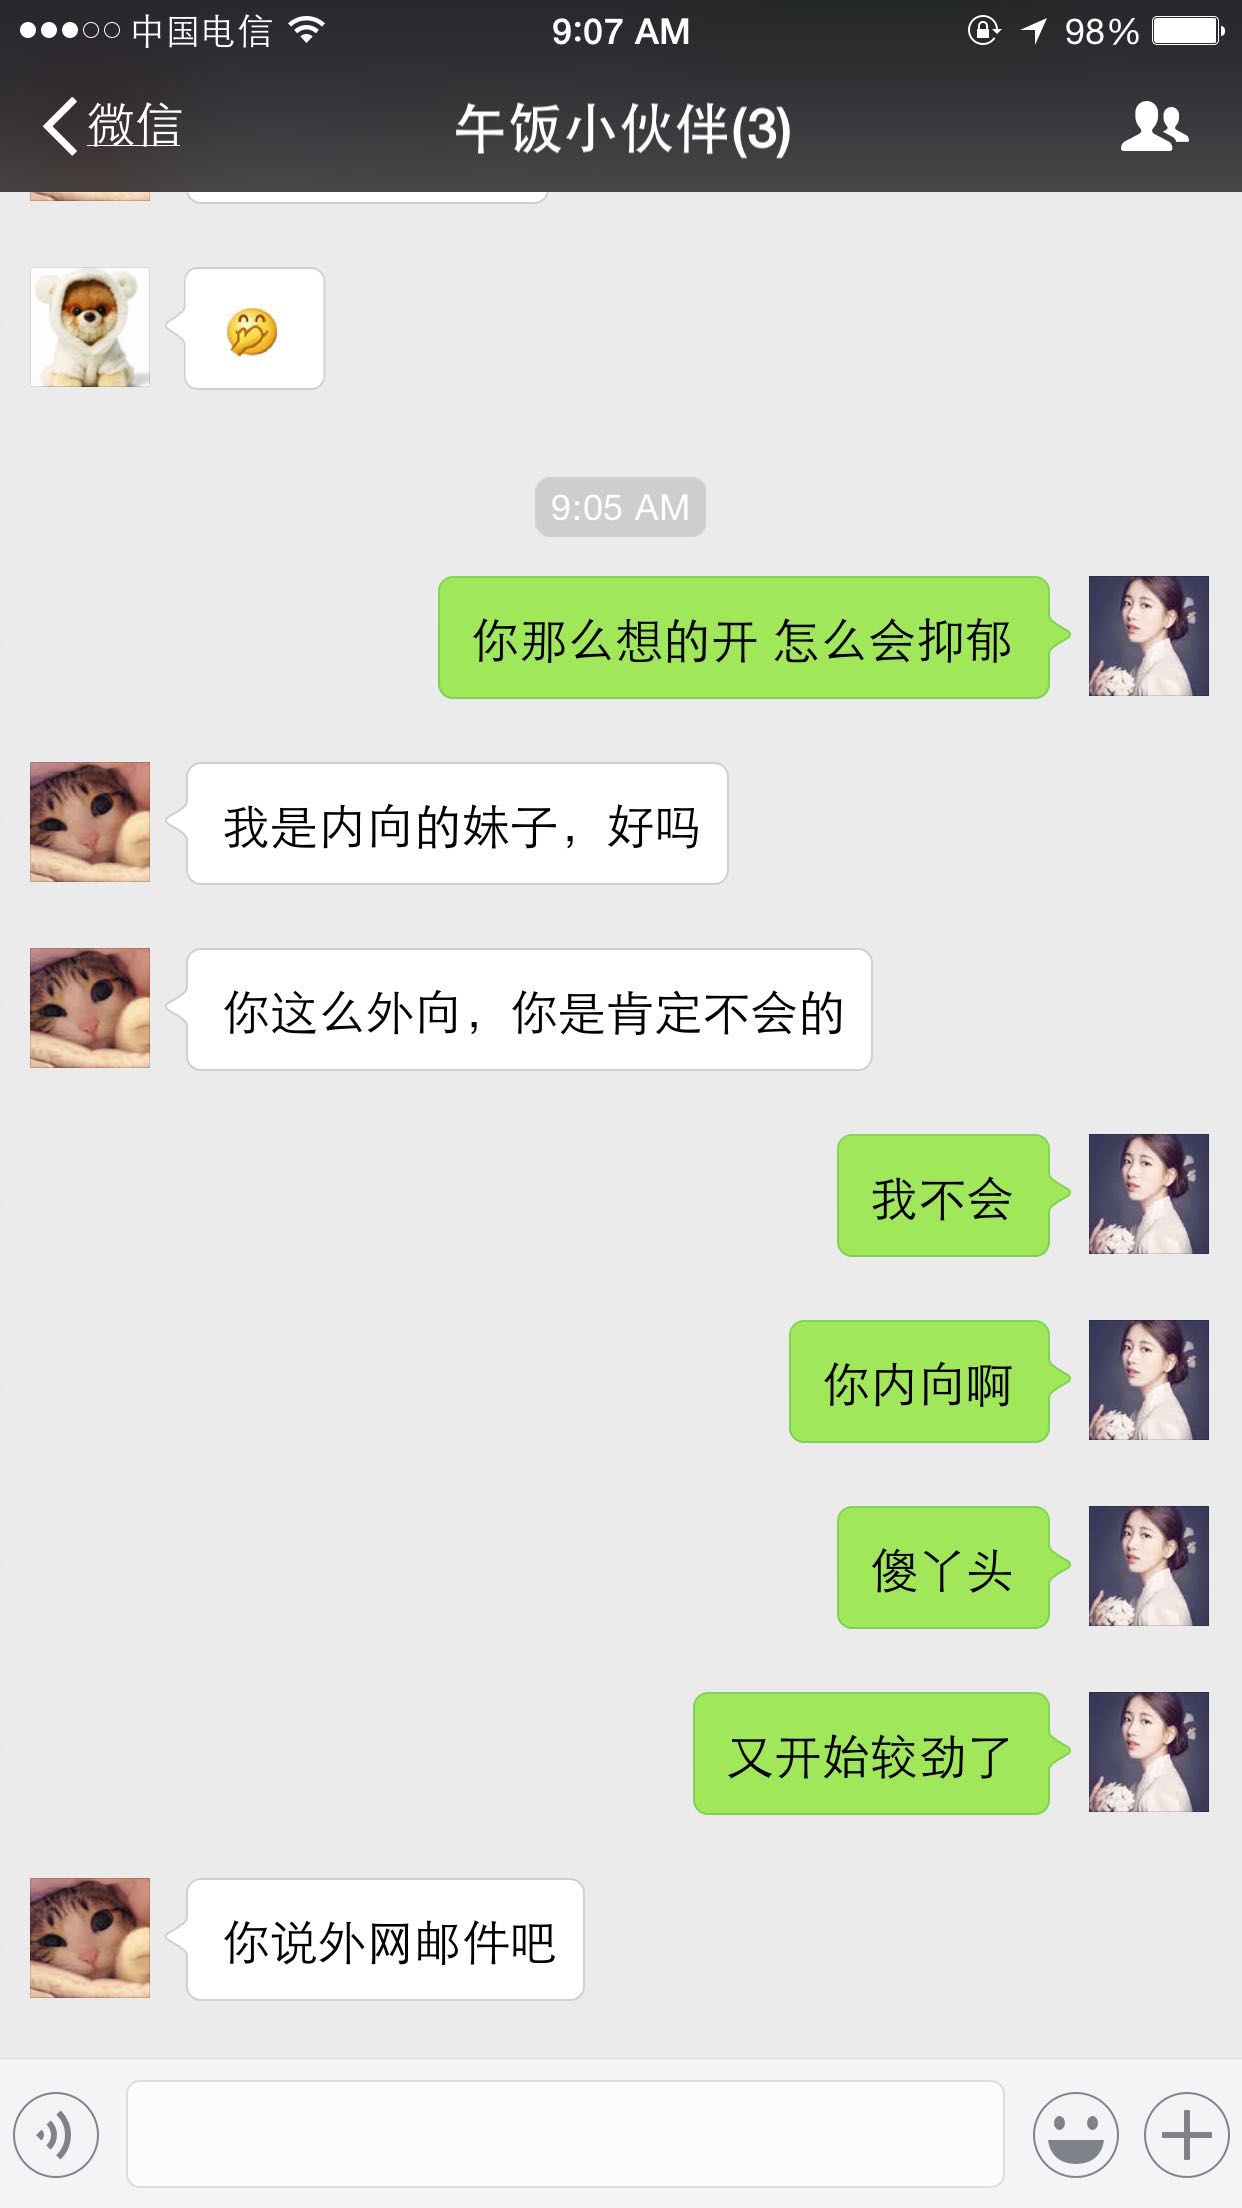 中国电信 9:07 AM 98%
微信 午饭小伙伴(3)
9:05 AM
你那么想的开 怎么会抑郁
我是内向的妹子，好吗
你这么外向，你是肯定不会的
我不会
你内向啊
傻丫头
又开始较劲了
你说外网邮件吧